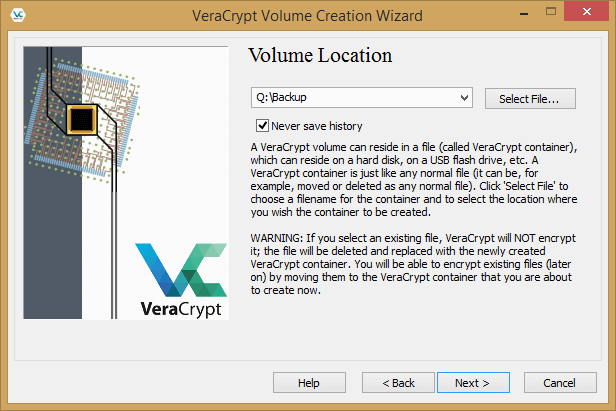 VeraCrypt Volume Creation Wizard
Volume Location
Q:\Backup
Select File...
Never save history
A VeraCrypt volume can reside in a file (called VeraCrypt container),
which can reside on a hard disk, on a USB flash drive, etc. A
VeraCrypt container is just like any normal file (it can be, for
example, moved or deleted as any normal file). Click 'Select File' to
choose a filename for the container and to select the location where
you wish the container to be created.
WARNING: If you select an existing file, VeraCrypt will NOT encrypt
it; the file will be deleted and replaced with the newly created
VeraCrypt container. You will be able to encrypt existing files (later
on) by moving them to the VeraCrypt container that you are about
to create now.
VeraCrypt
Help
< Back
Next >
Cancel